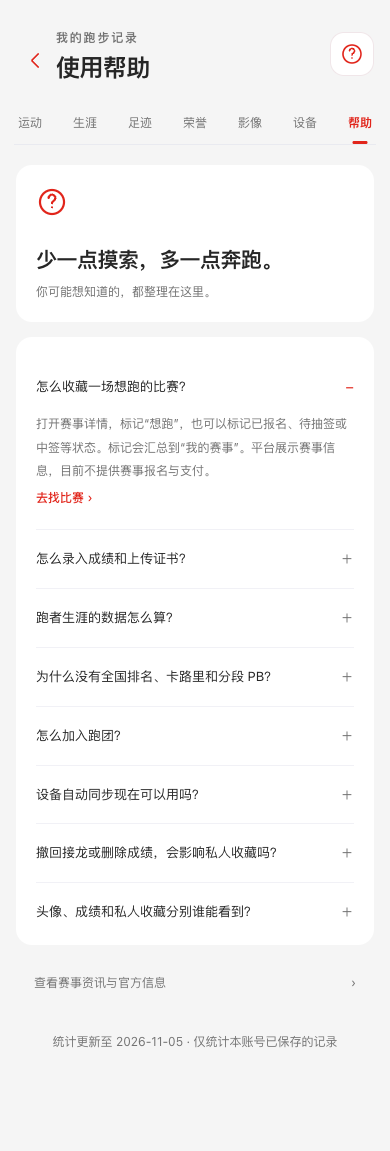 我的跑步记录
使用帮助
运动 生涯 足迹 荣誉 影像 设备 帮助
少一点摸索，多一点奔跑。
你可能想知道的，都整理在这里。
怎么收藏一场想跑的比赛？ −
打开赛事详情，标记“想跑”，也可以标记已报名、待抽签或
中签等状态。标记会汇总到“我的赛事”。平台展示赛事信
息，目前不提供赛事报名与支付。
去找比赛 ›
怎么录入成绩和上传证书？ +
跑者生涯的数据怎么算？ +
为什么没有全国排名、卡路里和分段 PB？ +
怎么加入跑团？ +
设备自动同步现在可以用吗？ +
撤回接龙或删除成绩，会影响私人收藏吗？ +
头像、成绩和私人收藏分别谁能看到？ +
查看赛事资讯与官方信息 ›
统计更新至 2026-11-05 · 仅统计本账号已保存的记录